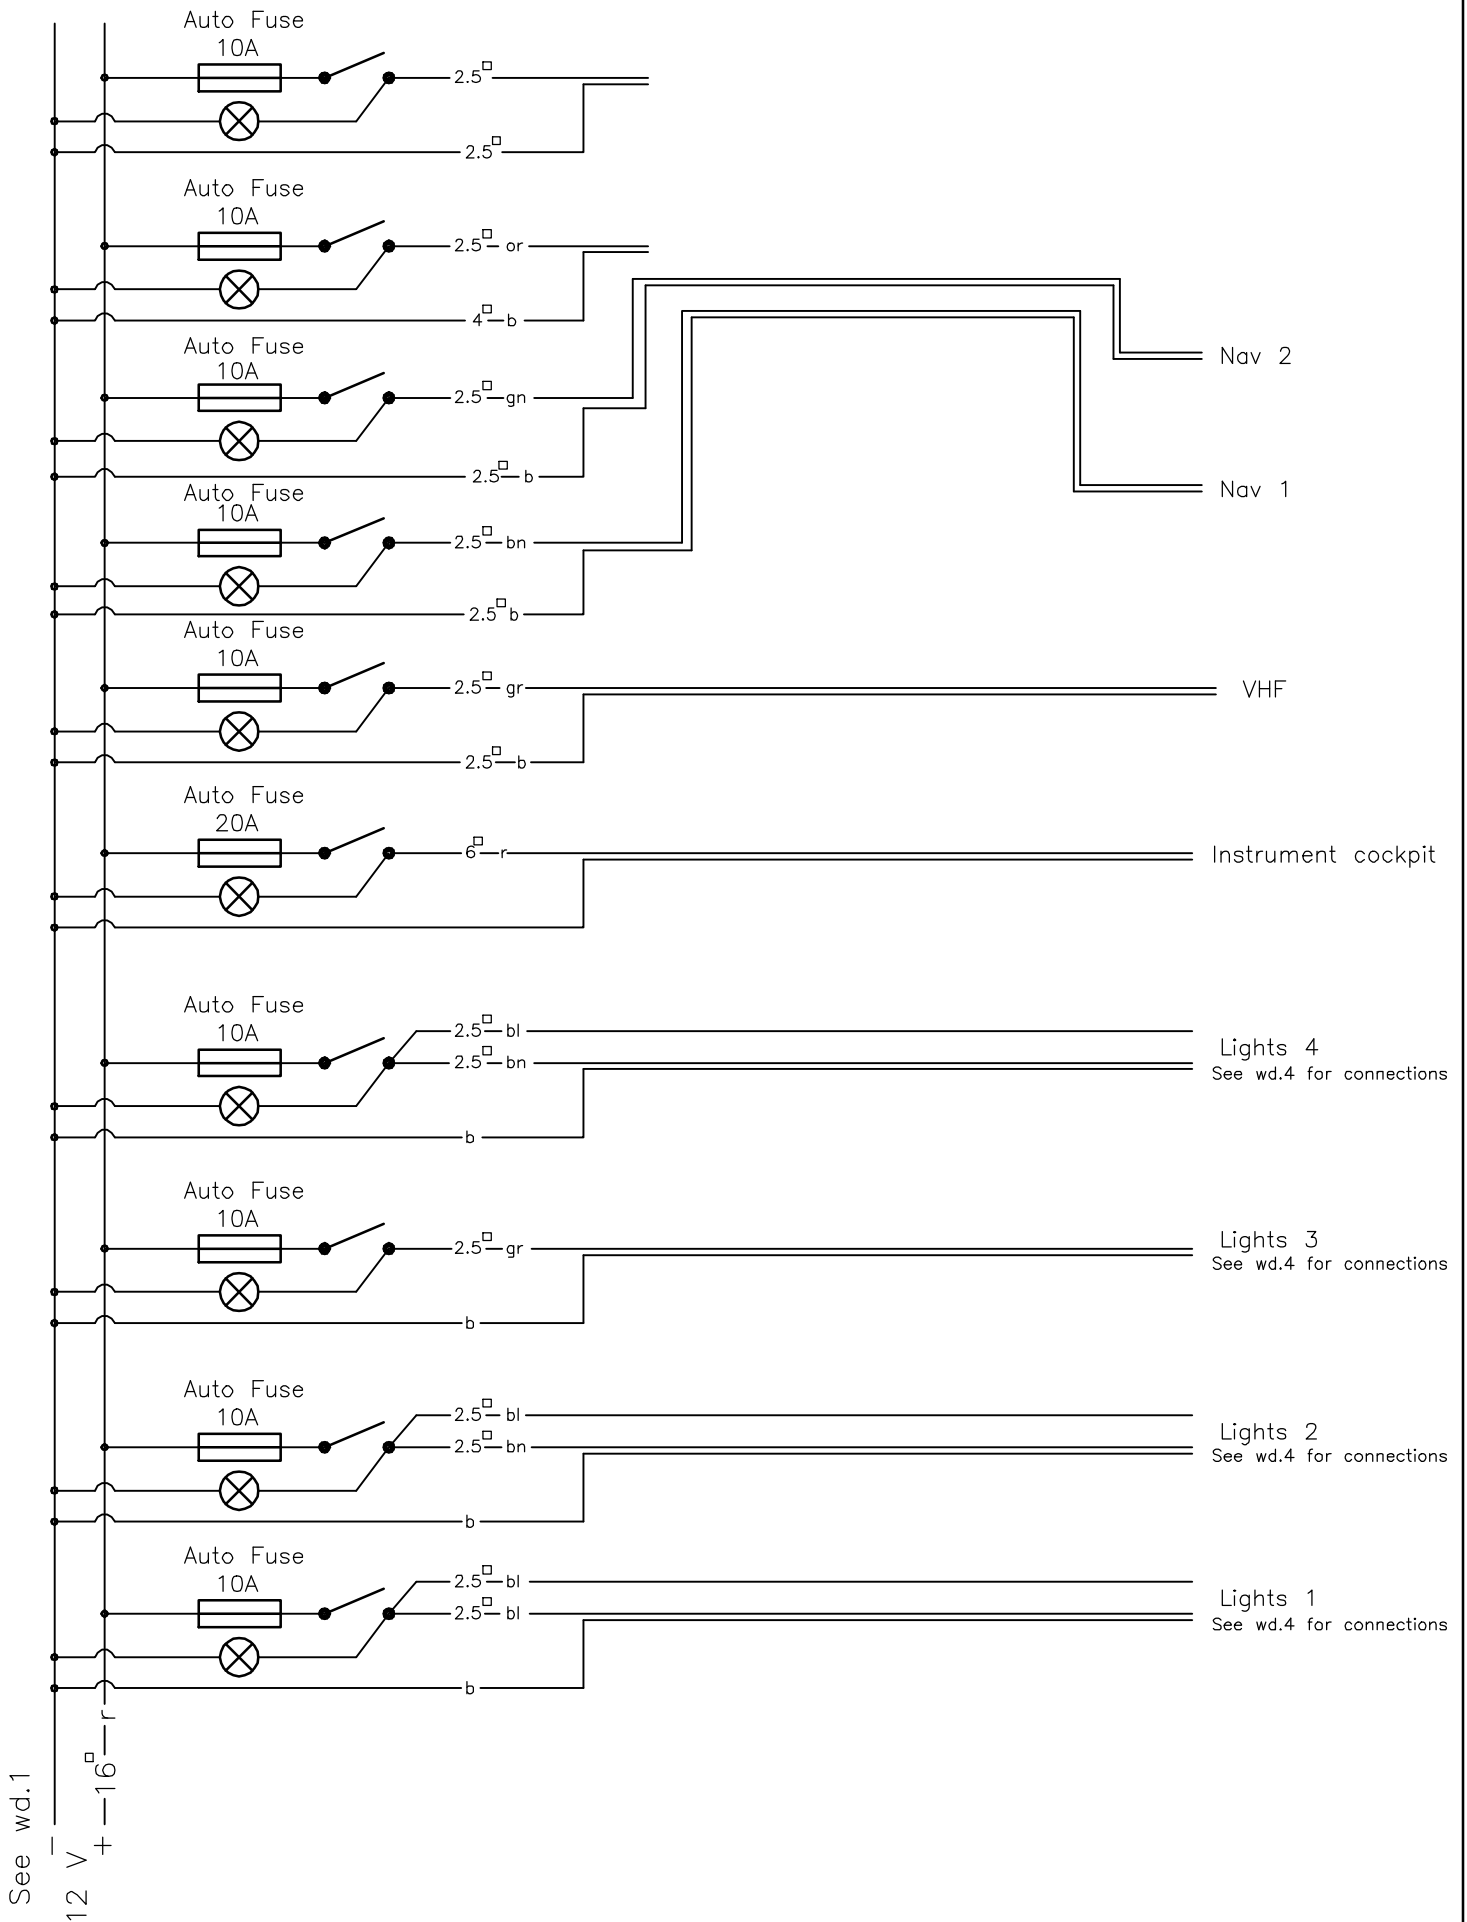 Auto Fuse
10A
2.5□
2.5□
Auto Fuse
10A
2.5□ or
4□ b
Auto Fuse
10A
2.5□ gn
2.5□ b
Nav 2
Auto Fuse
10A
2.5□ bn
2.5□ b
Nav 1
Auto Fuse
10A
2.5□ gr
2.5□ b
VHF
Auto Fuse
20A
6□ r
Instrument cockpit
Auto Fuse
10A
2.5□ bl
2.5□ bn
b
Lights 4
See wd.4 for connections
Auto Fuse
10A
2.5□ gr
b
Lights 3
See wd.4 for connections
Auto Fuse
10A
2.5□ bl
2.5□ bn
b
Lights 2
See wd.4 for connections
Auto Fuse
10A
2.5□ bl
2.5□ bl
b
Lights 1
See wd.4 for connections
16□ r
See wd.1
− +
12 V